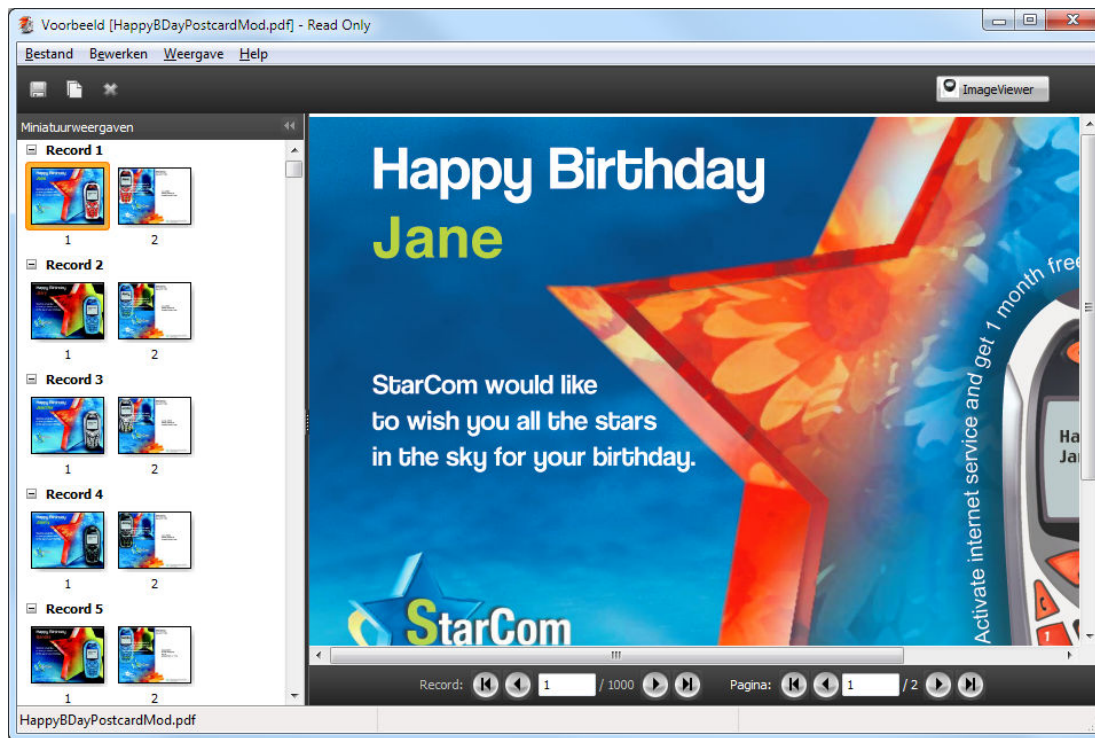 Voorbeeld [HappyBDayPostcardMod.pdf] - Read Only
Bestand Bewerken Weergave Help
ImageViewer
Miniatuurweergaven
Record 1
1 2
Record 2
1 2
Record 3
1 2
Record 4
1 2
Record 5
1 2
Happy Birthday
Jane
StarCom would like
to wish you all the stars
in the sky for your birthday.
StarCom
Activate internet service and get 1 month free
Record: 1 / 1000 Pagina: 1 / 2
HappyBDayPostcardMod.pdf